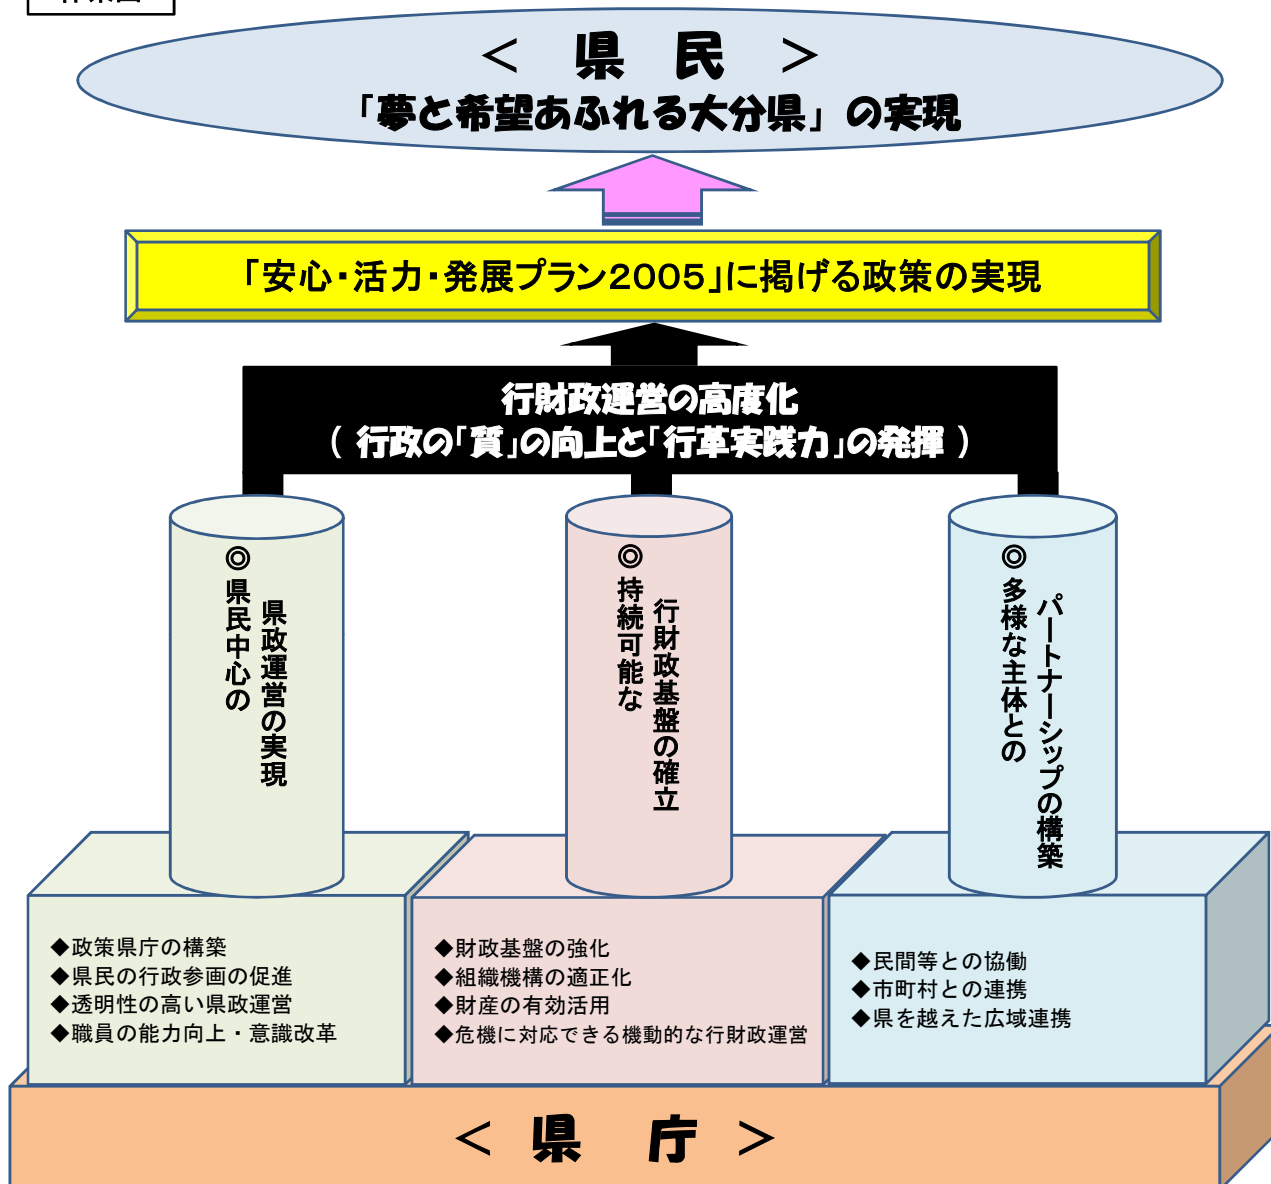 ＜ 県 民 ＞
「夢と希望あふれる大分県」の実現
「安心・活力・発展プラン2005」に掲げる政策の実現
行財政運営の高度化
（ 行政の「質」の向上と「行革実践力」の発揮 ）
◎県民中心の
県政運営の実現
◎持続可能な
行財政基盤の確立
◎多様な主体との
パートナーシップの構築
◆政策県庁の構築
◆県民の行政参画の促進
◆透明性の高い県政運営
◆職員の能力向上・意識改革
◆財政基盤の強化
◆組織機構の適正化
◆財産の有効活用
◆危機に対応できる機動的な行財政運営
◆民間等との協働
◆市町村との連携
◆県を越えた広域連携
＜ 県 庁 ＞